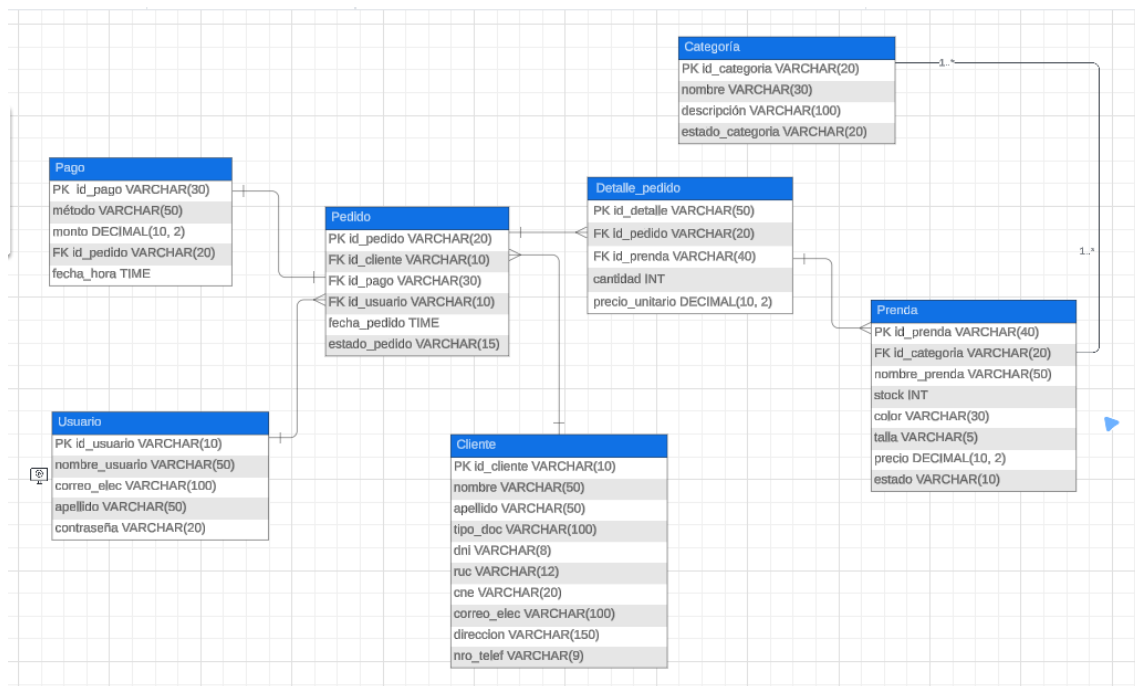 Categoría
PK id_categoria VARCHAR(20)
nombre VARCHAR(30)
descripción VARCHAR(100)
estado_categoria VARCHAR(20)
1..*
1..*
Pago
PK id_pago VARCHAR(30)
método VARCHAR(50)
monto DECIMAL(10, 2)
FK id_pedido VARCHAR(20)
fecha_hora TIME
Pedido
PK id_pedido VARCHAR(20)
FK id_cliente VARCHAR(10)
FK id_pago VARCHAR(30)
FK id_usuario VARCHAR(10)
fecha_pedido TIME
estado_pedido VARCHAR(15)
Detalle_pedido
PK id_detalle VARCHAR(50)
FK id_pedido VARCHAR(20)
FK id_prenda VARCHAR(40)
cantidad INT
precio_unitario DECIMAL(10, 2)
Prenda
PK id_prenda VARCHAR(40)
FK id_categoria VARCHAR(20)
nombre_prenda VARCHAR(50)
stock INT
color VARCHAR(30)
talla VARCHAR(5)
precio DECIMAL(10, 2)
estado VARCHAR(10)
Usuario
PK id_usuario VARCHAR(10)
nombre_usuario VARCHAR(50)
correo_elec VARCHAR(100)
apellido VARCHAR(50)
contraseña VARCHAR(20)
Cliente
PK id_cliente VARCHAR(10)
nombre VARCHAR(50)
apellido VARCHAR(50)
tipo_doc VARCHAR(100)
dni VARCHAR(8)
ruc VARCHAR(12)
cne VARCHAR(20)
correo_elec VARCHAR(100)
direccion VARCHAR(150)
nro_telef VARCHAR(9)